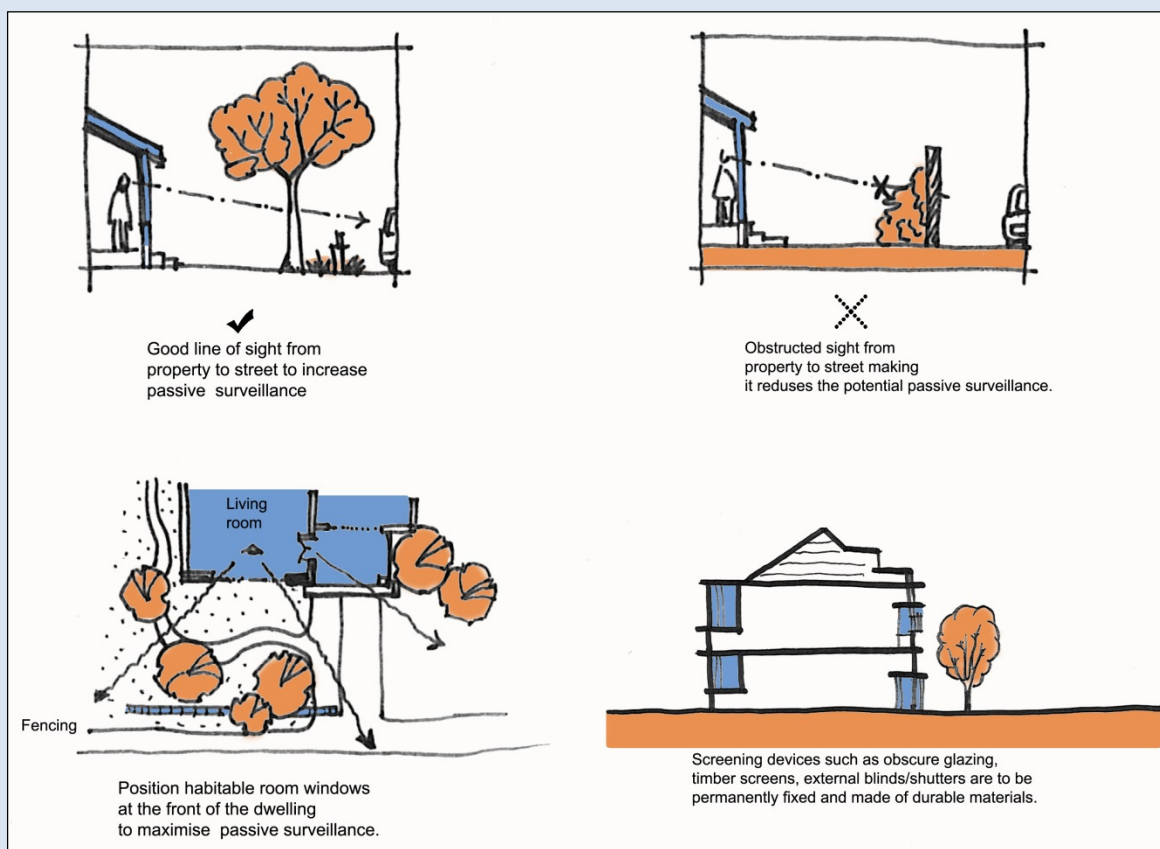 Good line of sight from
property to street to increase
passive surveillance
Obstructed sight from
property to street making
it reduses the potential passive surveillance.
Living
room
Fencing
Position habitable room windows
at the front of the dwelling
to maximise passive surveillance.
Screening devices such as obscure glazing,
timber screens, external blinds/shutters are to be
permanently fixed and made of durable materials.